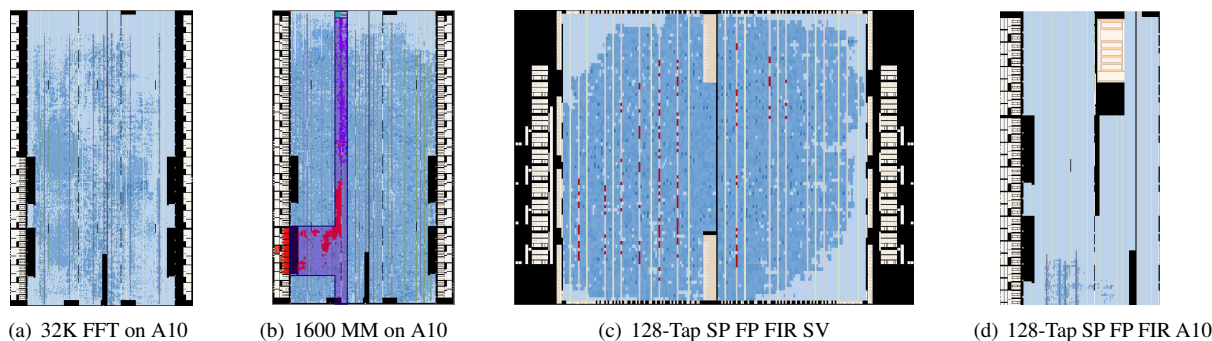 (a) 32K FFT on A10
(b) 1600 MM on A10
(c) 128-Tap SP FP FIR SV
(d) 128-Tap SP FP FIR A10